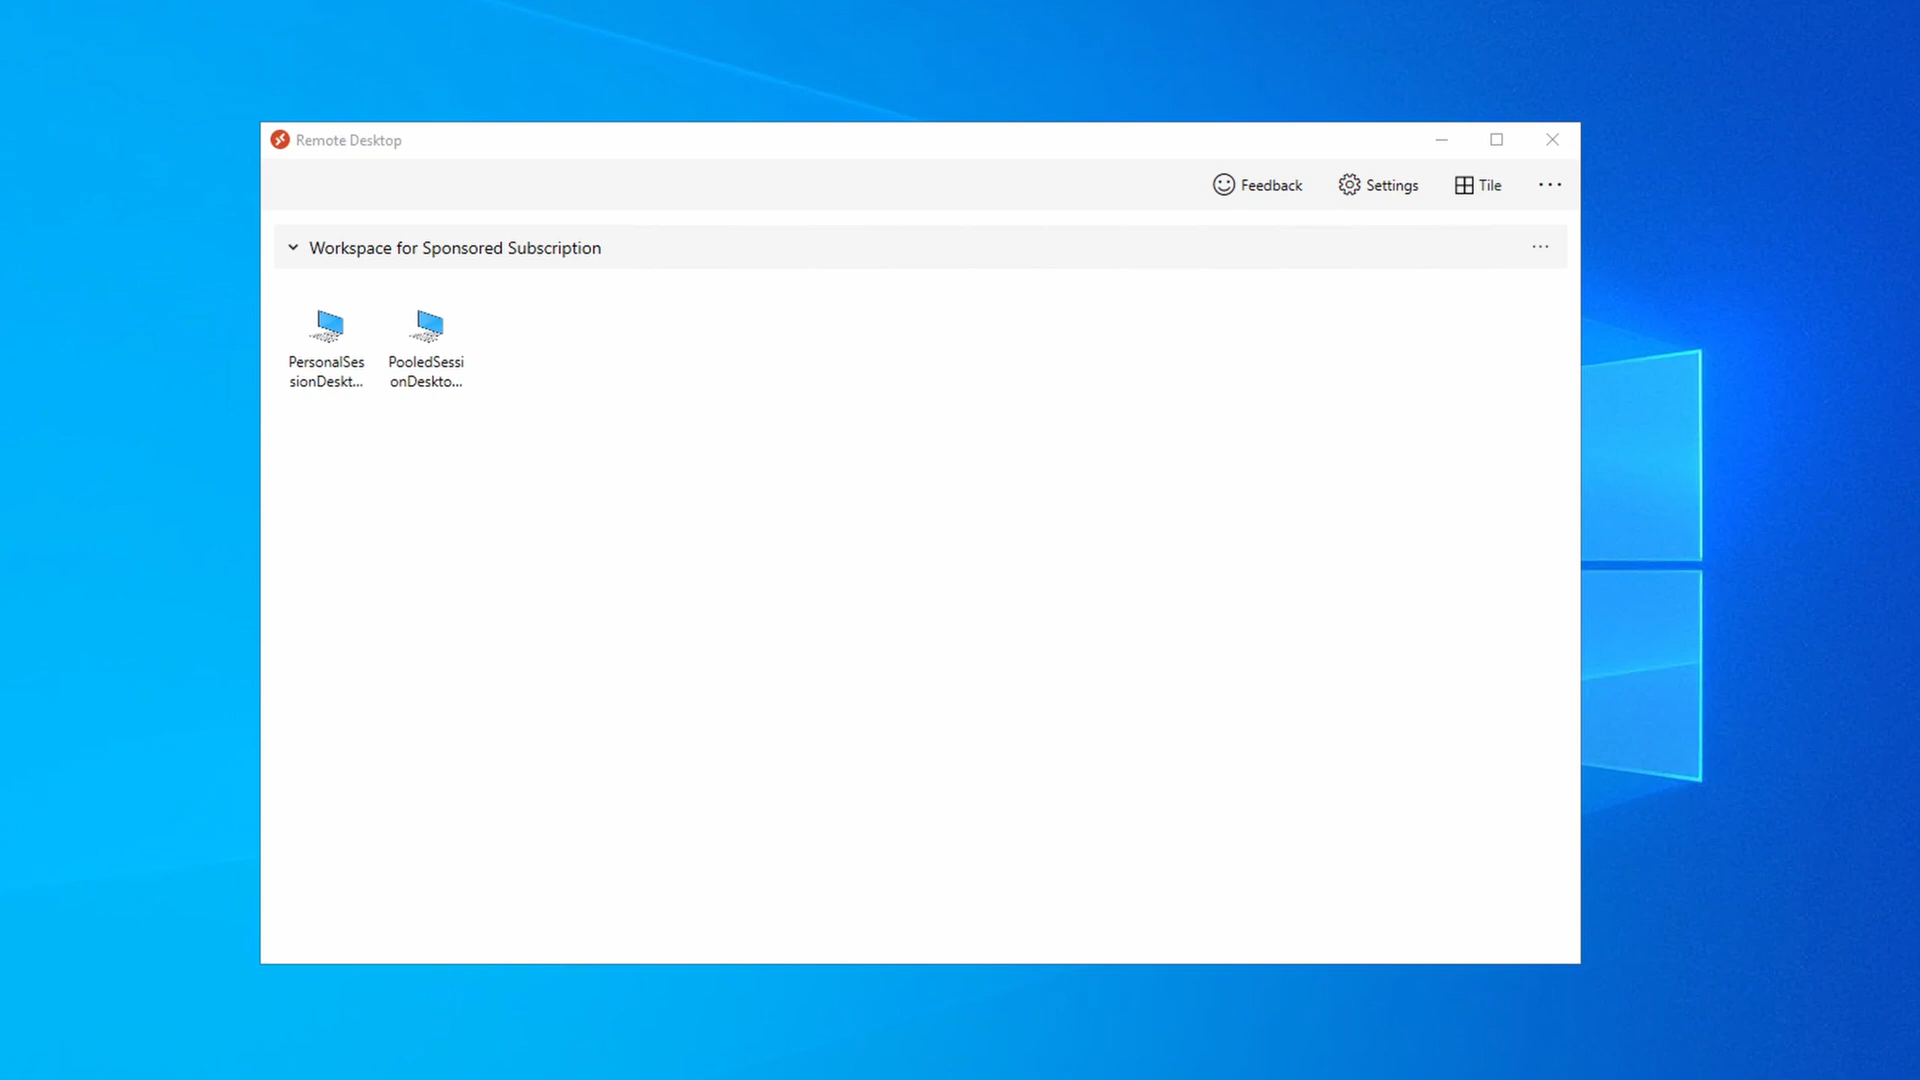 Remote Desktop
Feedback
Settings
Tile
Workspace for Sponsored Subscription
PersonalSes
sionDeskt...
PooledSessi
onDeskto...